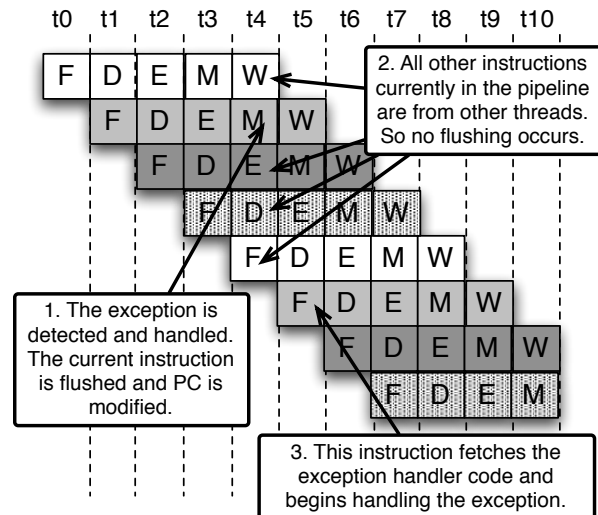 t0 t1 t2 t3 t4 t5 t6 t7 t8 t9 t10
F D E M W
F D E M W
F D E M W
F D E M W
F D E M W
F D E M W
F D E M W
F D E M
2. All other instructions
currently in the pipeline
are from other threads.
So no flushing occurs.
1. The exception is
detected and handled.
The current instruction
is flushed and PC is
modified.
3. This instruction fetches the
exception handler code and
begins handling the exception.